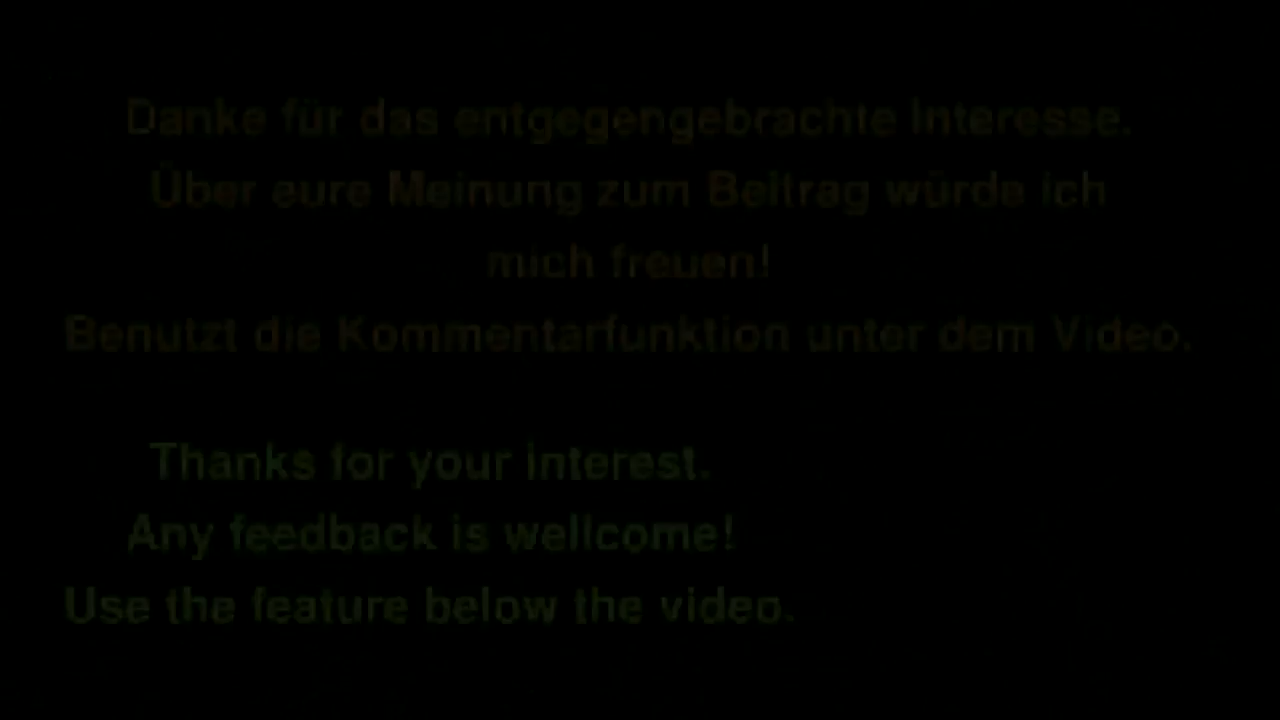 Danke für das entgegengebrachte Interesse.
Über eure Meinung zum Beitrag würde ich
mich freuen!
Benutzt die Kommentarfunktion unter dem Video.
Thanks for your interest.
Any feedback is wellcome!
Use the feature below the video.